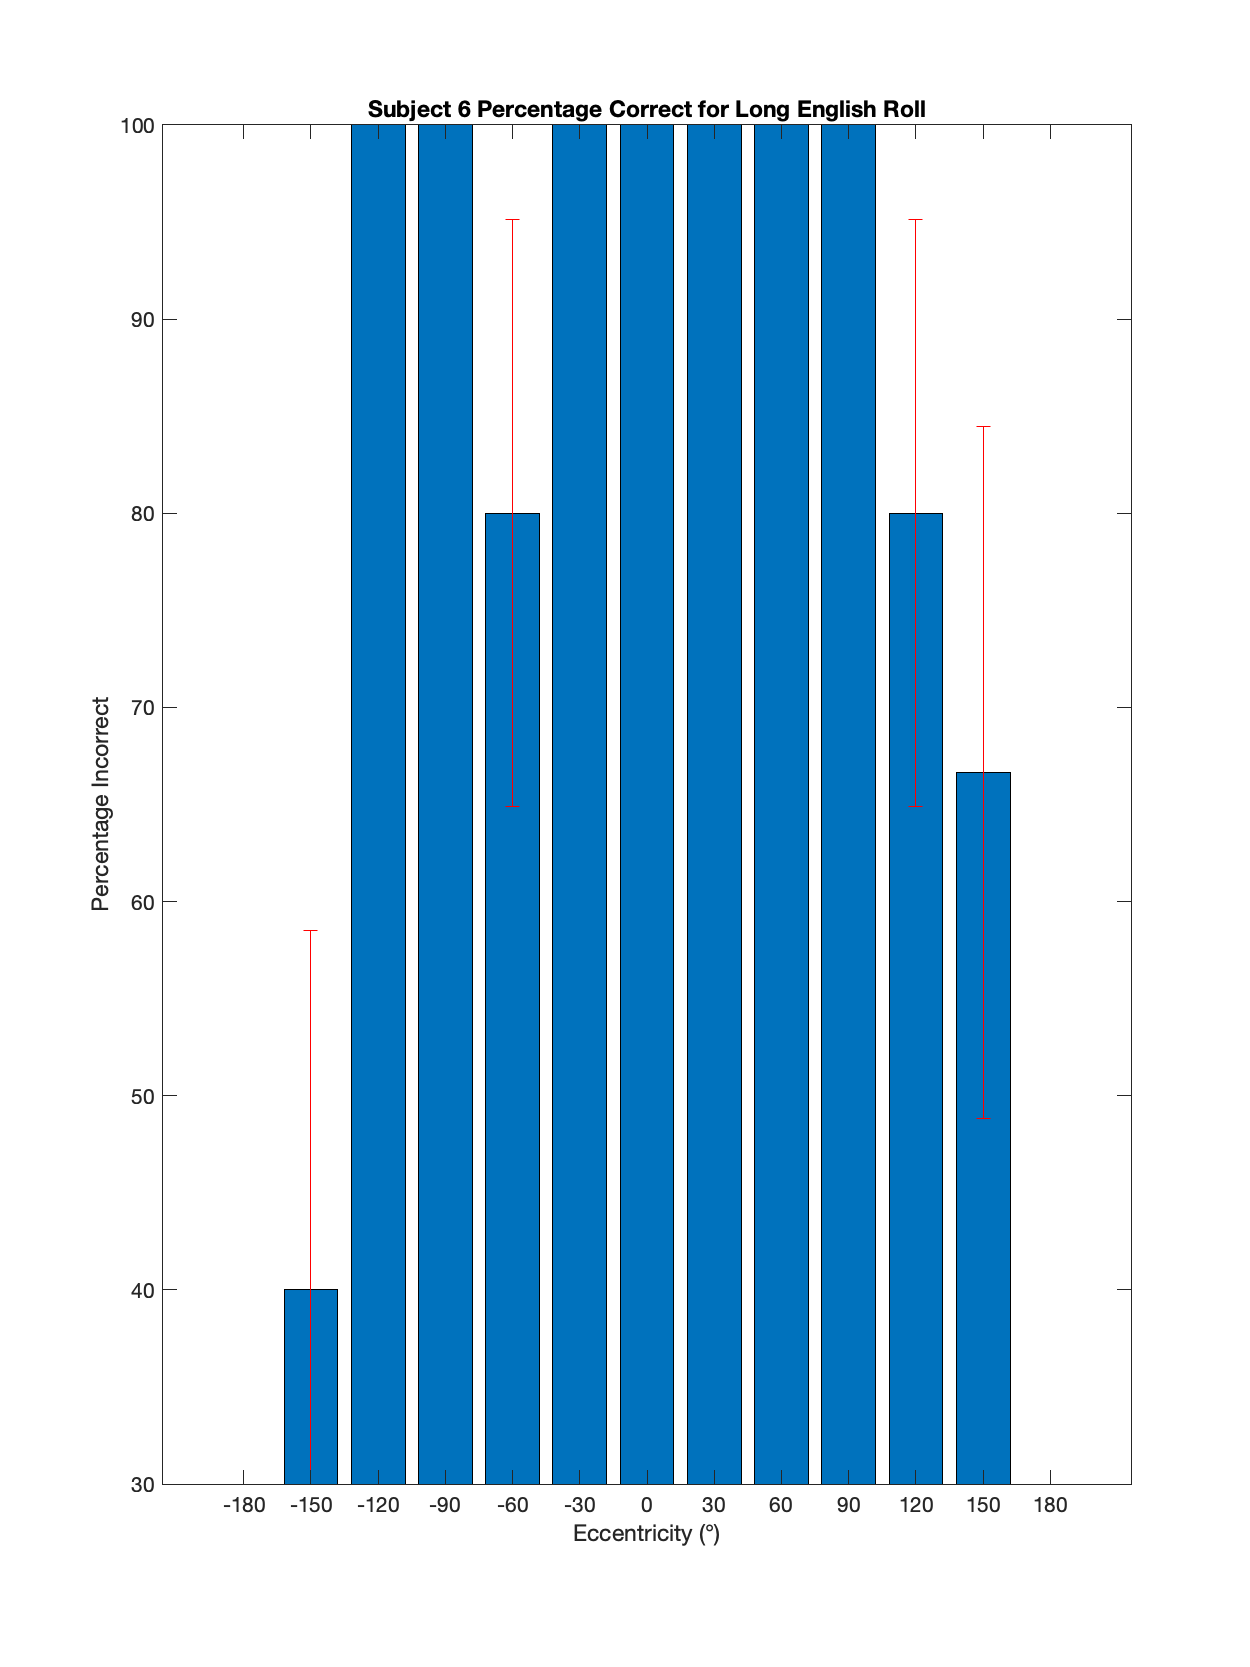 Subject 6 Percentage Correct for Long English Roll
100
90
80
70
60
50
40
30
Percentage Incorrect
-180 -150 -120 -90 -60 -30 0 30 60 90 120 150 180
Eccentricity (°)